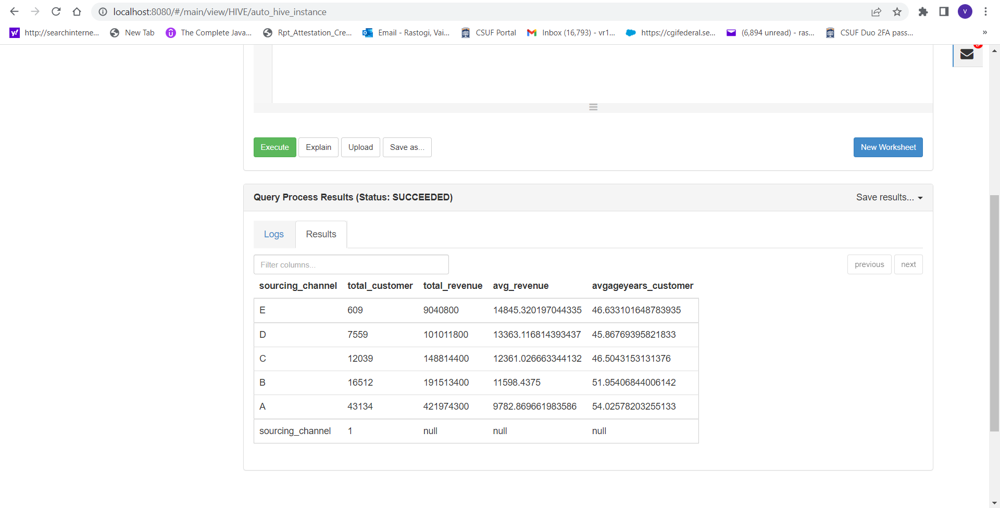 localhost:8080/#/main/view/HIVE/auto_hive_instance
V
http://searchinterne... New Tab The Complete Java... Rpt_Attestation_Cre... Email - Rastogi, Vai... CSUF Portal Inbox (16,793) - vr1... https://cgifederal.se... (6,894 unread) - ras... CSUF Duo 2FA pass... »
Execute Explain Upload Save as... New Worksheet
Query Process Results (Status: SUCCEEDED) Save results...
Logs Results
Filter columns... previous next
sourcing_channel total_customer total_revenue avg_revenue avgageyears_customer
E 609 9040800 14845.320197044335 46.633101648783935
D 7559 101011800 13363.116814393437 45.86769395821833
C 12039 148814400 12361.026663344132 46.5043153131376
B 16512 191513400 11598.4375 51.95406844006142
A 43134 421974300 9782.869661983586 54.02578203255133
sourcing_channel 1 null null null